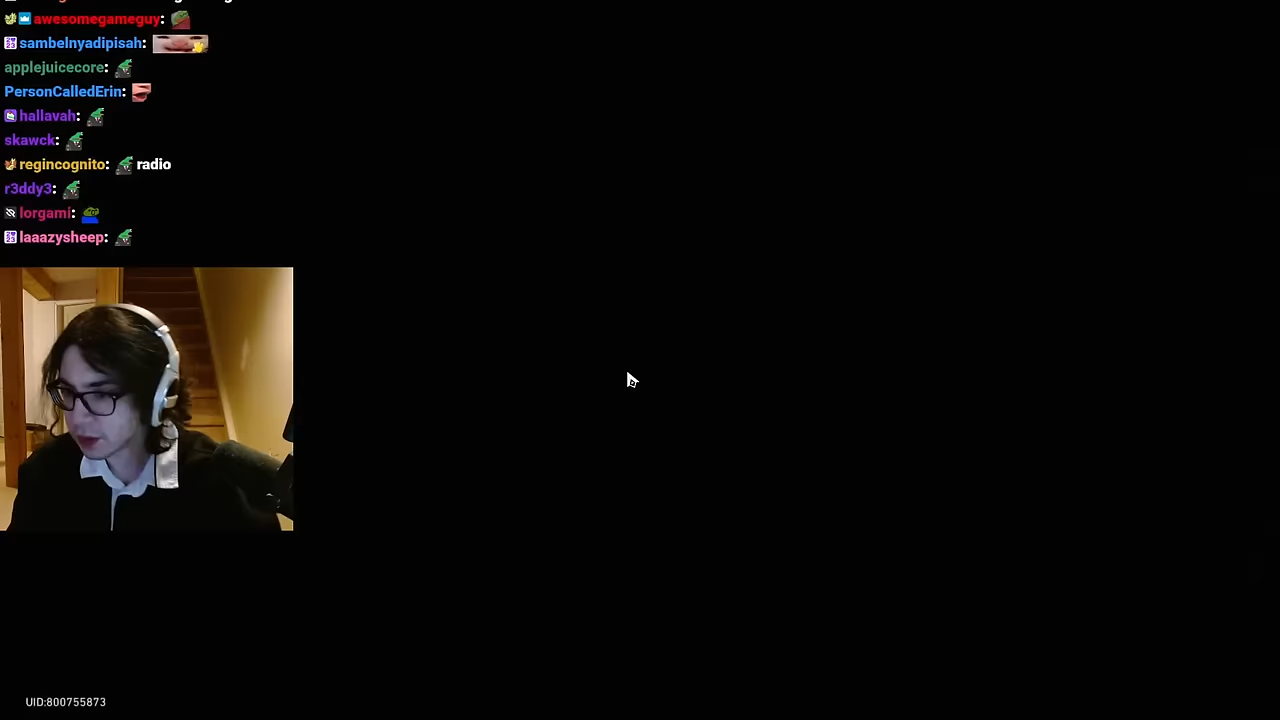 awesomegameguy:
sambelnyadipisah:
applejuicecore:
PersonCalledErin:
hallavah:
skawck:
regincognito: radio
r3ddy3:
lorgami:
laaazysheep:
UID:800755873